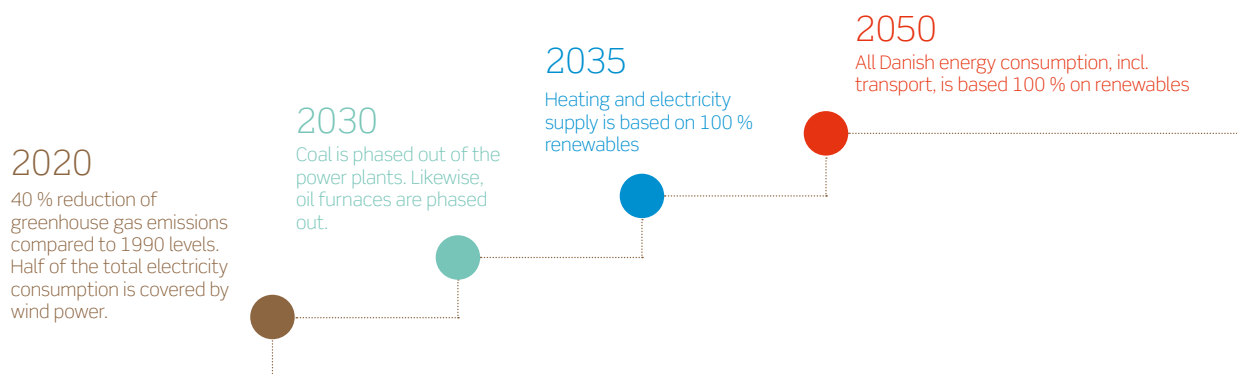 2020
40 % reduction of
greenhouse gas emissions
compared to 1990 levels.
Half of the total electricity
consumption is covered by
wind power.
2030
Coal is phased out of the
power plants. Likewise,
oil furnaces are phased
out.
2035
Heating and electricity
supply is based on 100 %
renewables
2050
All Danish energy consumption, incl.
transport, is based 100 % on renewables